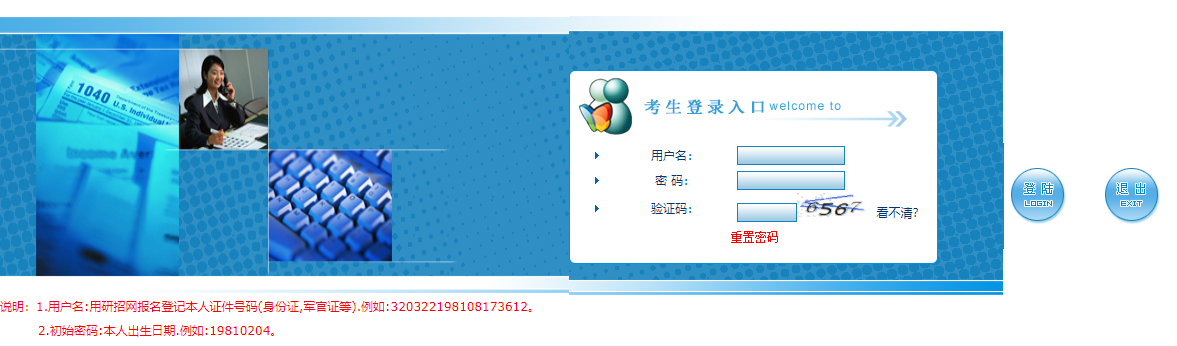 考生登录入口 welcome to
用户名:
密 码:
验证码: 6567 看不清?
重置密码
登 陆
LOGIN
退 出
EXIT
1040
U.S. Individual
说明: 1.用户名:用研招网报名登记本人证件号码(身份证,军官证等).例如:320322198108173612。
2.初始密码:本人出生日期.例如:19810204。